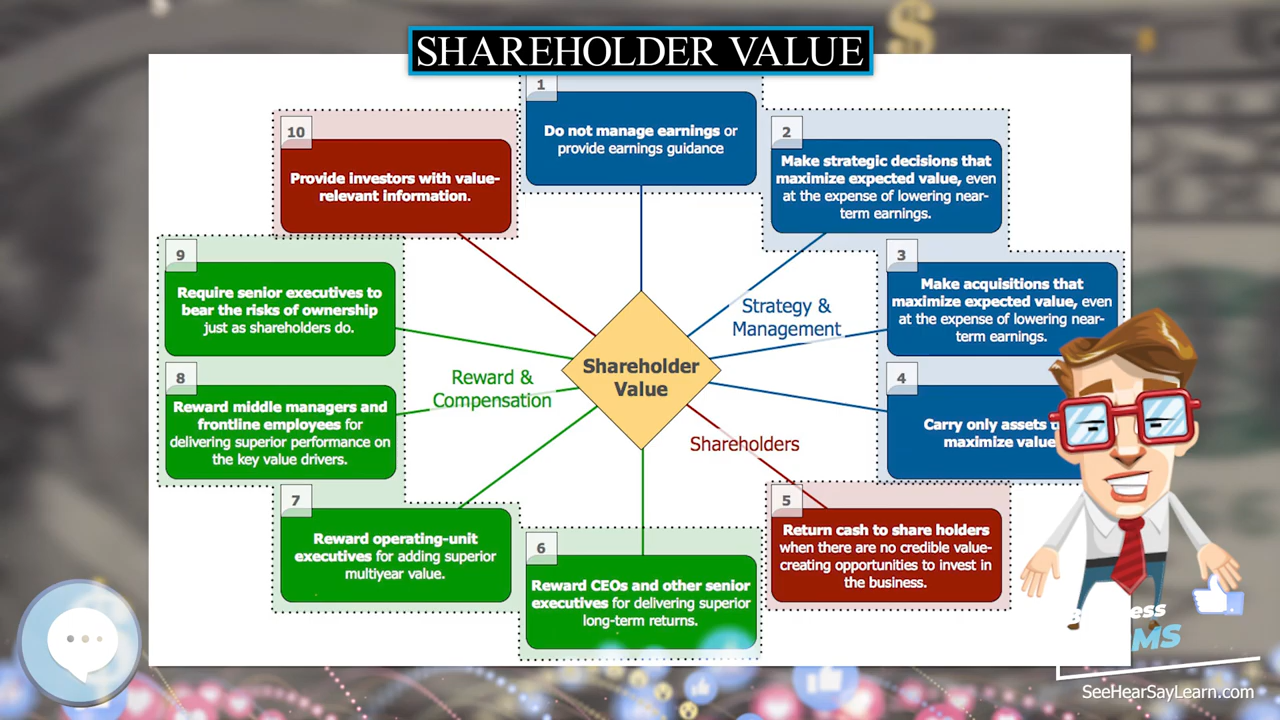 SHAREHOLDER VALUE
1
Do not manage earnings or
provide earnings guidance
2
Make strategic decisions that
maximize expected value, even
at the expense of lowering near-
term earnings.
3
Make acquisitions that
maximize expected value, even
at the expense of lowering near-
term earnings.
4
Carry only assets
maximize value
5
Return cash to share holders
when there are no credible value-
creating opportunities to invest in
the business.
6
Reward CEOs and other senior
executives for delivering superior
long-term returns.
7
Reward operating-unit
executives for adding superior
multiyear value.
8
Reward middle managers and
frontline employees for
delivering superior performance on
the key value drivers.
9
Require senior executives to
bear the risks of ownership
just as shareholders do.
10
Provide investors with value-
relevant information.
Shareholder
Value
Strategy &
Management
Reward &
Compensation
Shareholders
SeeHearSayLearn.com